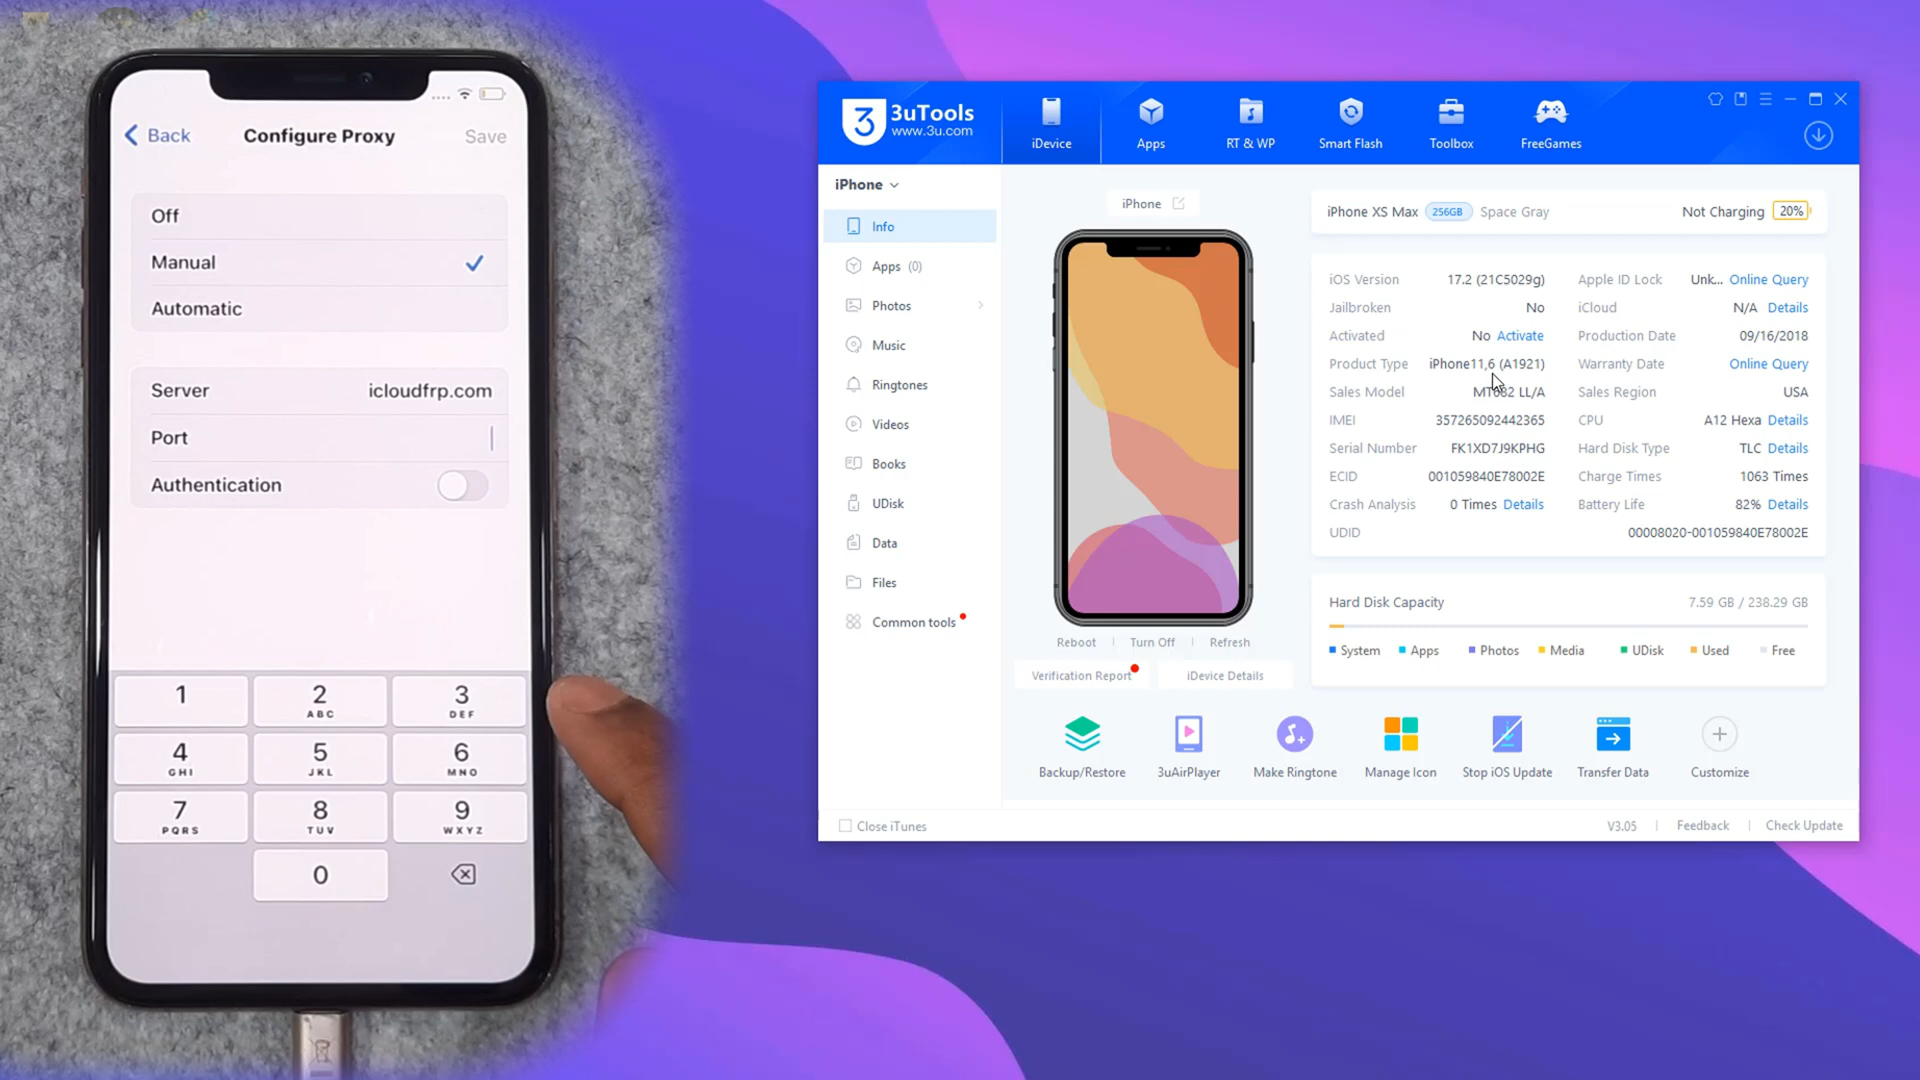 Back
Configure Proxy
Save
Off
Manual
Automatic
Server icloudfrp.com
Port
Authentication
1
2 ABC
3 DEF
4 GHI
5 JKL
6 MNO
7 PQRS
8 TUV
9 WXYZ
0
3 3uTools
www.3u.com
iDevice
Apps
RT & WP
Smart Flash
Toolbox
FreeGames
iPhone
Info
Apps (0)
Photos
Music
Ringtones
Videos
Books
UDisk
Data
Files
Common tools
iPhone
Reboot
Turn Off
Refresh
Verification Report
iDevice Details
iPhone XS Max 256GB Space Gray
Not Charging 20%
iOS Version 17.2 (21C5029g)
Apple ID Lock Unk... Online Query
Jailbroken No
iCloud N/A Details
Activated No Activate
Production Date 09/16/2018
Product Type iPhone11,6 (A1921)
Warranty Date Online Query
Sales Model LL/A
Sales Region USA
IMEI 357265092442365
CPU A12 Hexa Details
Serial Number FK1XD7J9KPHG
Hard Disk Type TLC Details
ECID 001059840E78002E
Charge Times 1063 Times
Crash Analysis 0 Times Details
Battery Life 82% Details
UDID 00008020-001059840E78002E
Hard Disk Capacity 7.59 GB / 238.29 GB
System
Apps
Photos
Media
UDisk
Used
Free
Backup/Restore
3uAirPlayer
Make Ringtone
Manage Icon
Stop iOS Update
Transfer Data
Customize
Close iTunes
V3.05
Feedback
Check Update